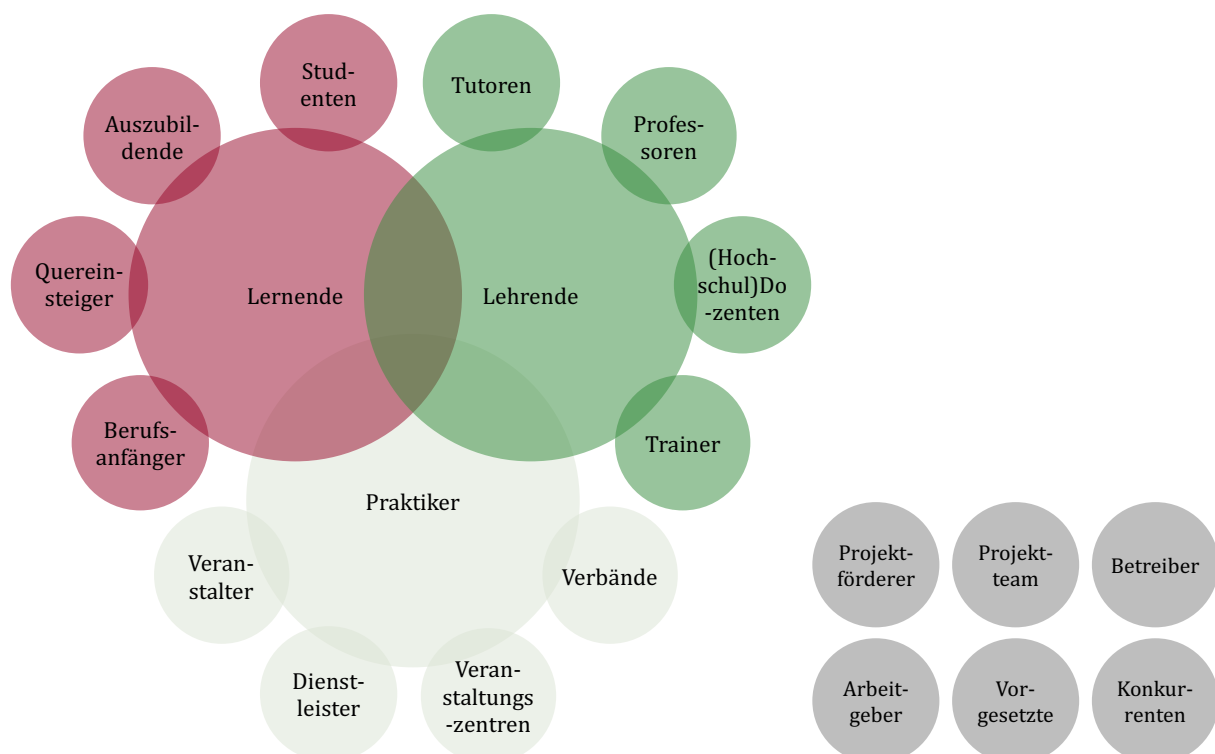 Stud-
enten
Tutoren
Auszubil-
dende
Profes-
soren
Quereın-
steiger
Lernende
Lehrende
(Hoch-
schul)Do
-zenten
Berufs-
anfänger
Trainer
Praktiker
Veran-
stalter
Verbände
Dienst-
leister
Veran-
staltungs
-zentren
Projekt-
förderer
Projekt-
team
Betreiber
Arbeit-
geber
Vor-
gesetzte
Konkur-
renten